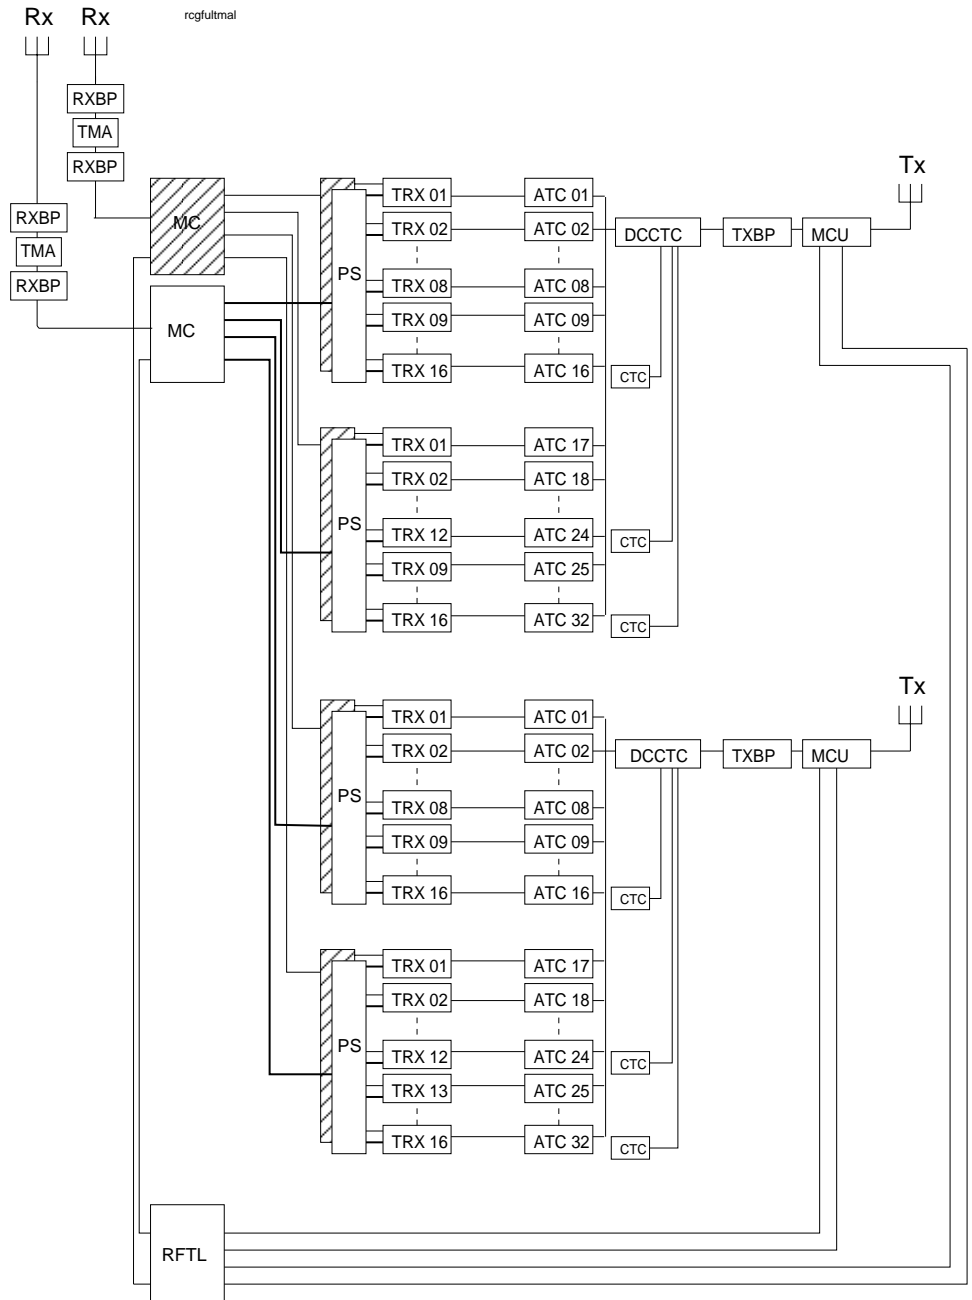 Rx Rx rcgfultmal
RXBP
TMA
RXBP
RXBP
TMA
RXBP
MC
MC
Tx
PS
TRX 01 ATC 01
TRX 02 ATC 02 DCCTC TXBP MCU
TRX 08 ATC 08
TRX 09 ATC 09
TRX 16 ATC 16 CTC
PS
TRX 01 ATC 17
TRX 02 ATC 18
TRX 12 ATC 24 CTC
TRX 09 ATC 25
TRX 16 ATC 32 CTC
Tx
PS
TRX 01 ATC 01
TRX 02 ATC 02 DCCTC TXBP MCU
TRX 08 ATC 08
TRX 09 ATC 09
TRX 16 ATC 16 CTC
PS
TRX 01 ATC 17
TRX 02 ATC 18
TRX 12 ATC 24 CTC
TRX 13 ATC 25
TRX 16 ATC 32 CTC
RFTL